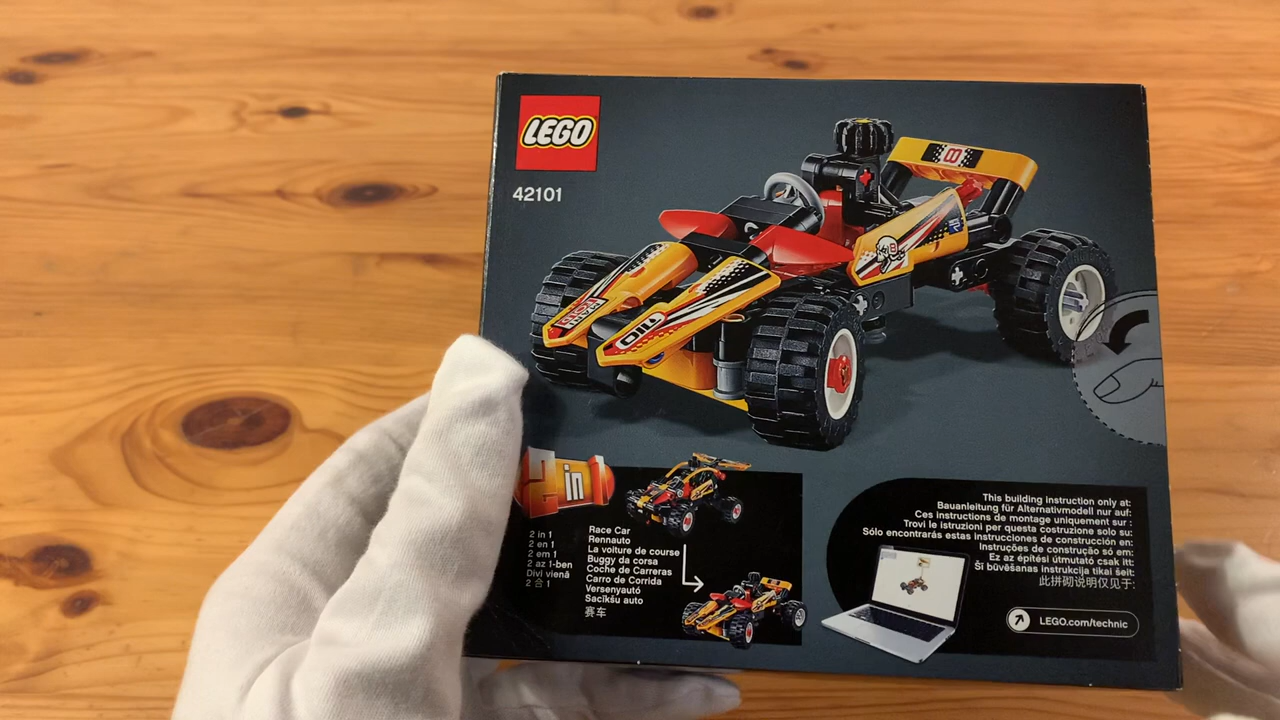 LEGO
42101
8
8
OIL
2 in 1
2 in 1
2 en 1
2 em 1
2 az 1-ben
Divi vienā
2 合 1
Race Car
Rennauto
La voiture de course
Buggy da corsa
Coche de Carreras
Carro de Corrida
Versenyautó
Sacīkšu auto
赛车
This building instruction only at:
Bauanleitung für Alternativmodell nur auf:
Ces instructions de montage uniquement sur :
Trovi le istruzioni per questa costruzione solo su:
Sólo encontrarás estas instrucciones de construcción en:
Instruções de construção só em:
Ez az építési útmutató csak itt:
Šī būvēšanas instrukcija tikai šeit:
此拼砌说明仅见于:
LEGO.com/technic